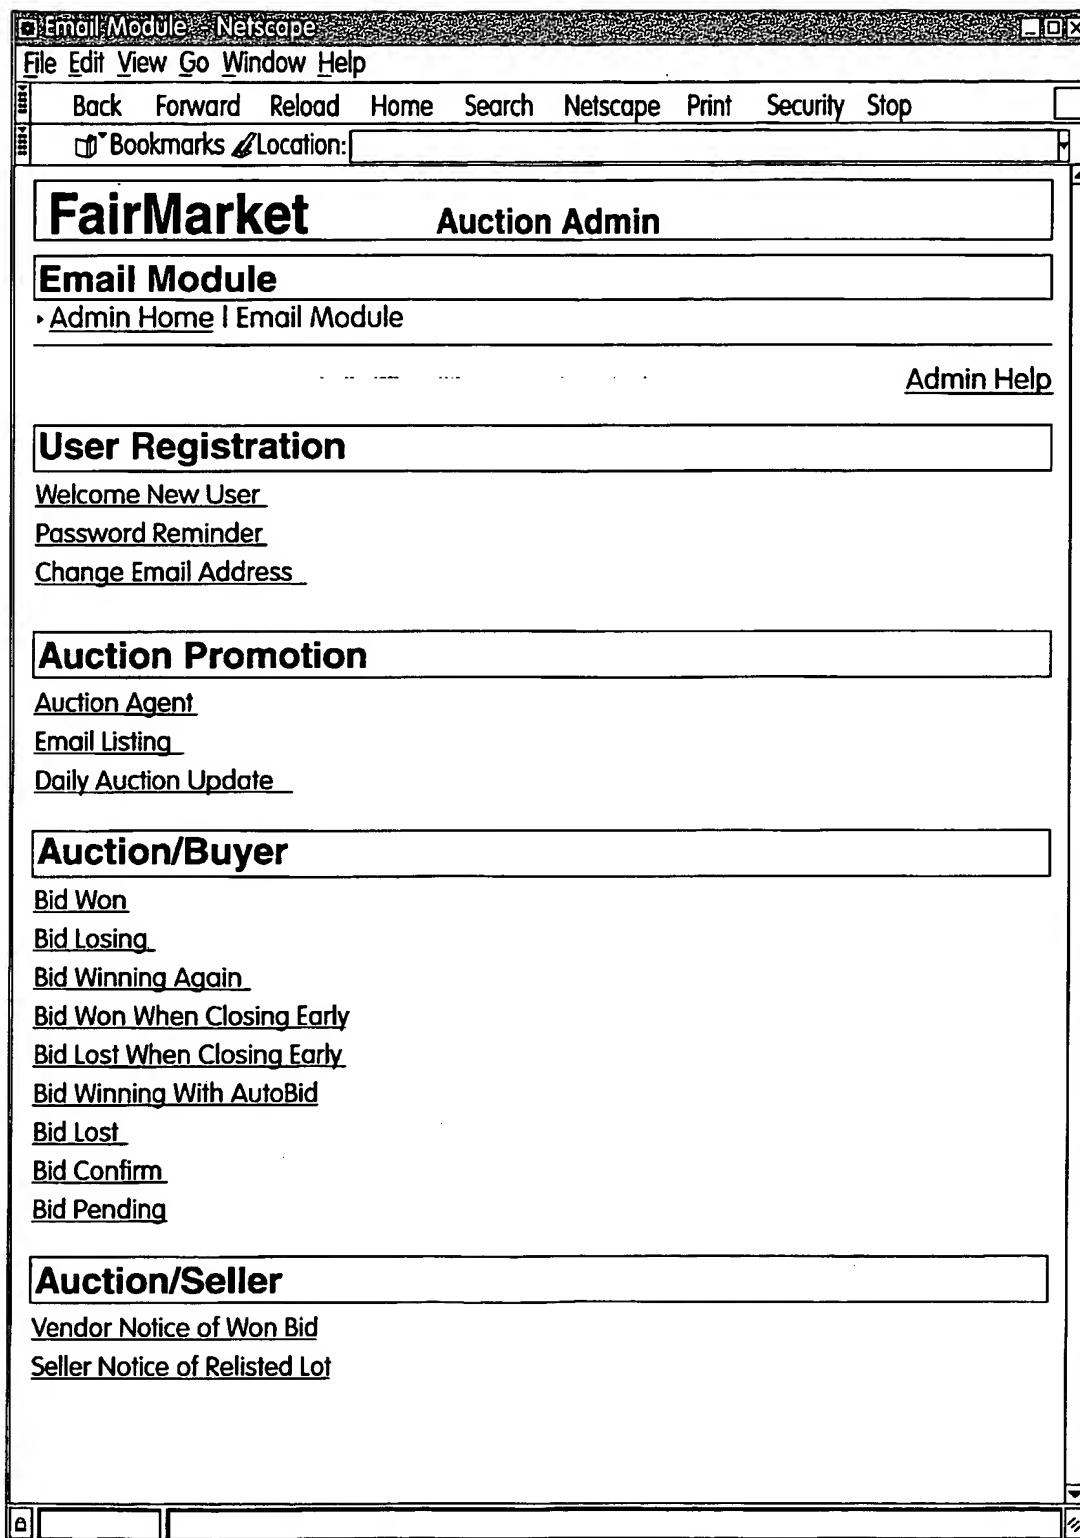 Email Module - Netscape
File Edit View Go Window Help
Back Forward Reload Home Search Netscape Print Security Stop
Bookmarks Location:
FairMarket Auction Admin
Email Module
Admin Home | Email Module
Admin Help
User Registration
Welcome New User
Password Reminder
Change Email Address
Auction Promotion
Auction Agent
Email Listing
Daily Auction Update
Auction/Buyer
Bid Won
Bid Losing
Bid Winning Again
Bid Won When Closing Early
Bid Lost When Closing Early
Bid Winning With AutoBid
Bid Lost
Bid Confirm
Bid Pending
Auction/Seller
Vendor Notice of Won Bid
Seller Notice of Relisted Lot